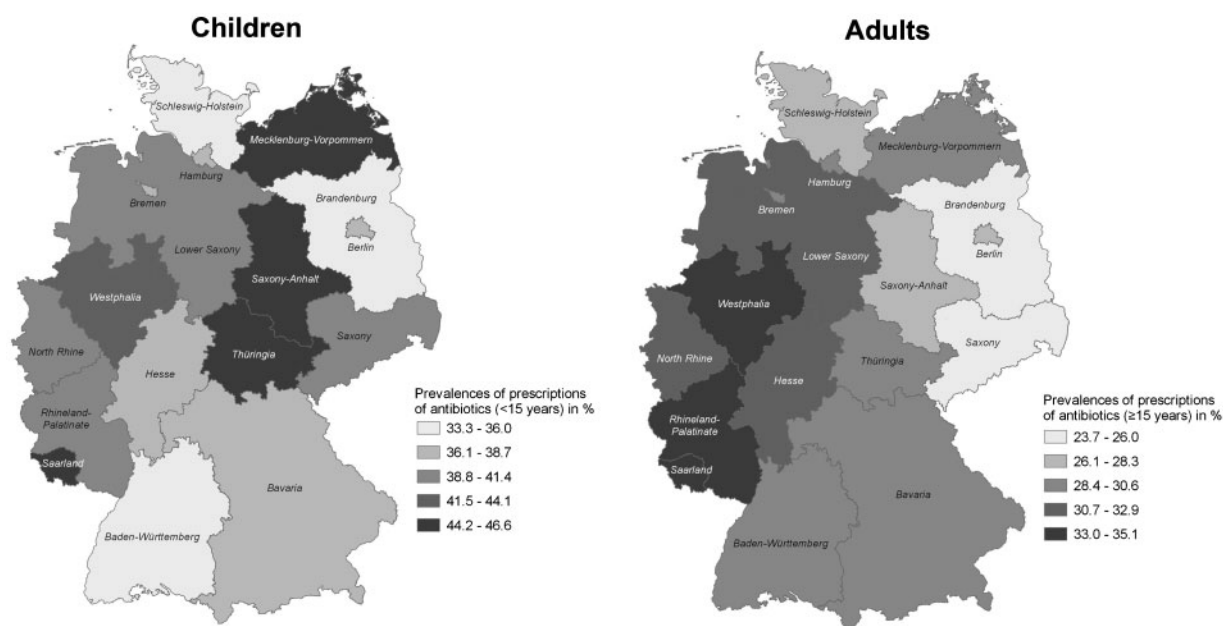 Children
Schleswig-Holstein
Mecklenburg-Vorpommern
Hamburg
Brandenburg
Bremen
Berlin
Lower Saxony
Saxony-Anhalt
Westphalia
Saxony
North Rhine
Thüringia
Hesse
Rhineland-
Palatinate
Saarland
Bavaria
Baden-Württemberg
Prevalences of prescriptions
of antibiotics (<15 years) in %
33.3 - 36.0
36.1 - 38.7
38.8 - 41.4
41.5 - 44.1
44.2 - 46.6
Adults
Schleswig-Holstein
Mecklenburg-Vorpommern
Hamburg
Brandenburg
Bremen
Berlin
Lower Saxony
Saxony-Anhalt
Westphalia
Saxony
North Rhine
Thüringia
Hesse
Rhineland-
Palatinate
Saarland
Bavaria
Baden-Württemberg
Prevalences of prescriptions
of antibiotics (≥15 years) in %
23.7 - 26.0
26.1 - 28.3
28.4 - 30.6
30.7 - 32.9
33.0 - 35.1